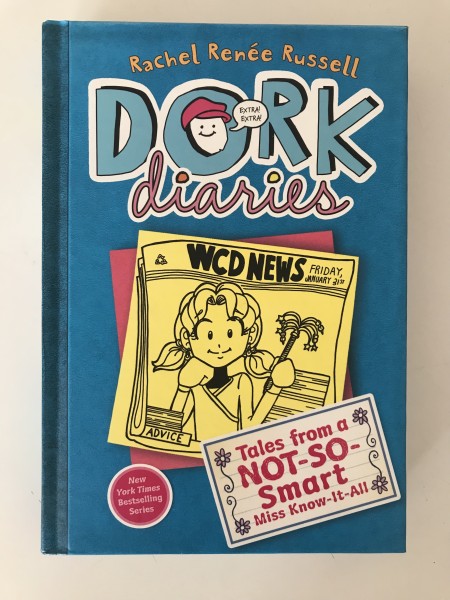 Rachel Renée Russell
EXTRA!
EXTRA!
DORK
diaries
WCD NEWS
FRIDAY,
JANUARY 31ST
ADVICE
Tales from a
NOT-SO-
Smart
Miss Know-It-All
New
York Times
Bestselling
Series